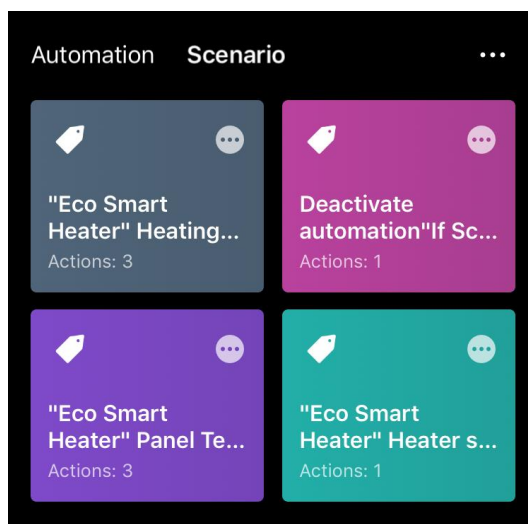 Automation Scenario
"Eco Smart
Heater" Heating...
Actions: 3
Deactivate
automation"If Sc...
Actions: 1
"Eco Smart
Heater" Panel Te...
Actions: 3
"Eco Smart
Heater" Heater s...
Actions: 1